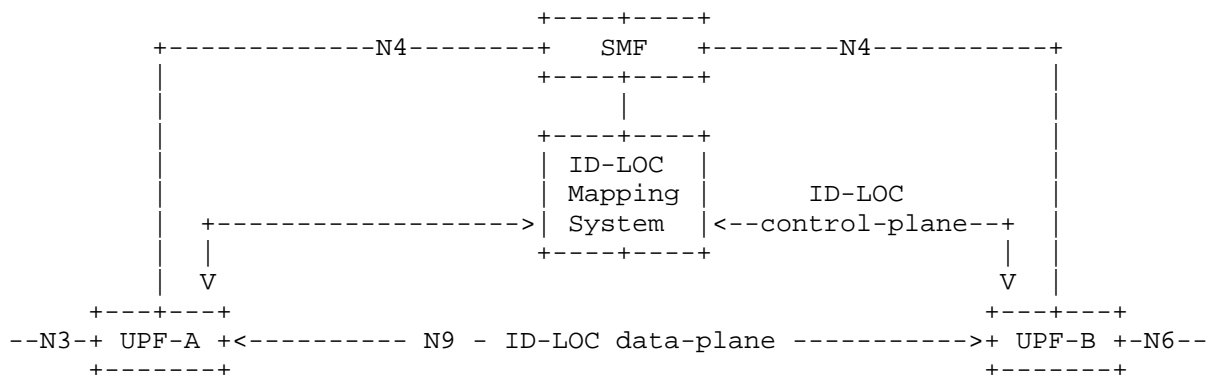 N4 SMF N4
ID-LOC
Mapping ID-LOC
System control-plane
N3 UPF-A N9 - ID-LOC data-plane UPF-B N6